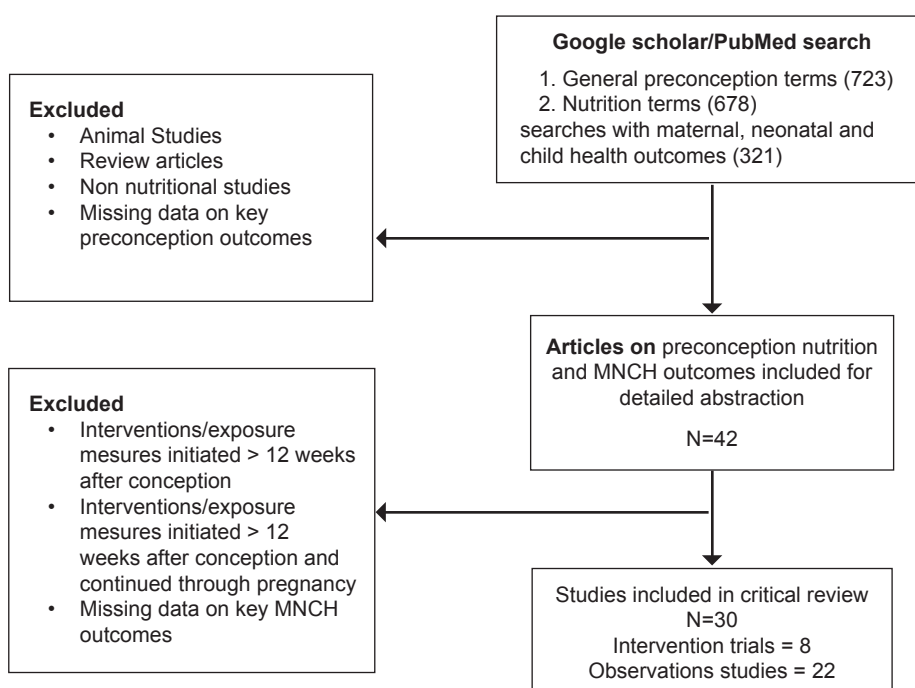 Google scholar/PubMed search
1. General preconception terms (723)
2. Nutrition terms (678)
searches with maternal, neonatal and
child health outcomes (321)
Excluded
• Animal Studies
• Review articles
• Non nutritional studies
• Missing data on key
preconception outcomes
Articles on preconception nutrition
and MNCH outcomes included for
detailed abstraction
N=42
Excluded
• Interventions/exposure
mesures initiated > 12 weeks
after conception
• Interventions/exposure
mesures initiated > 12
weeks after conception and
continued through pregnancy
• Missing data on key MNCH
outcomes
Studies included in critical review
N=30
Intervention trials = 8
Observations studies = 22